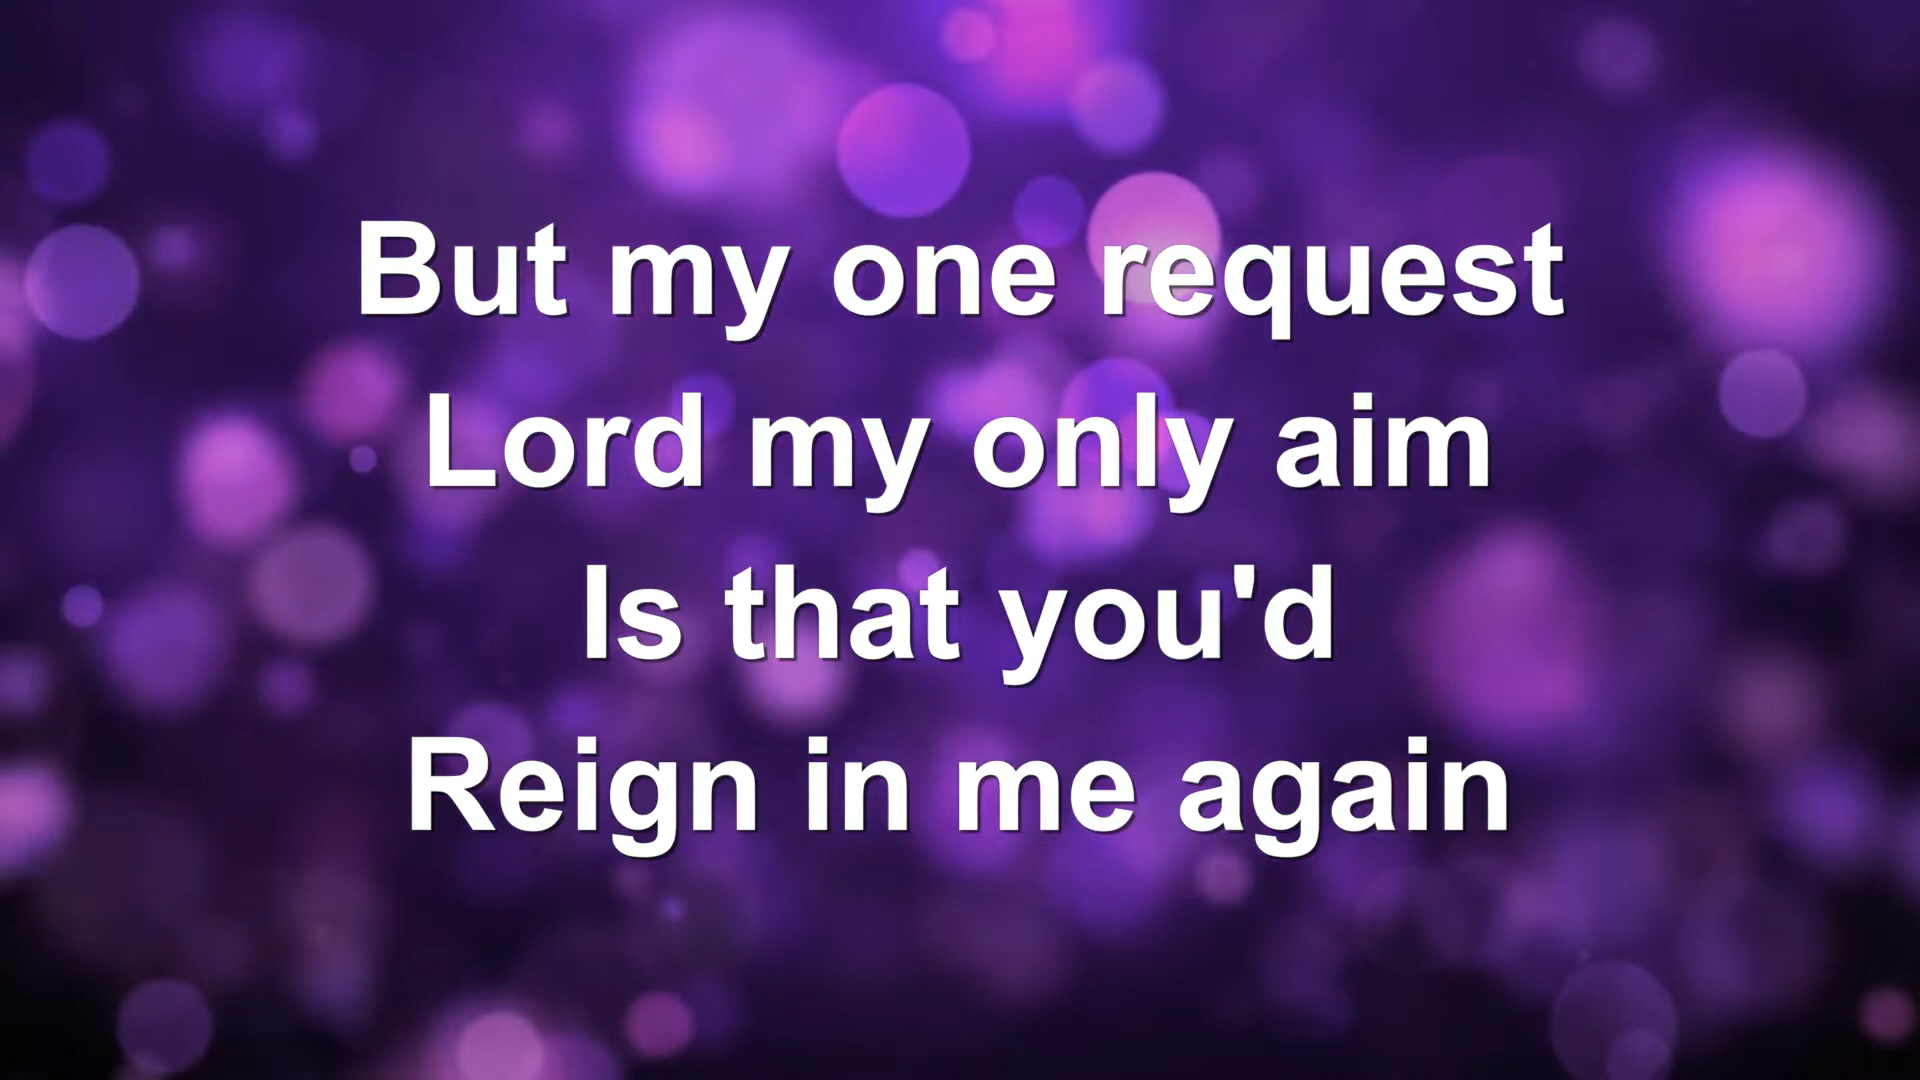 But my one request
Lord my only aim
Is that you'd
Reign in me again